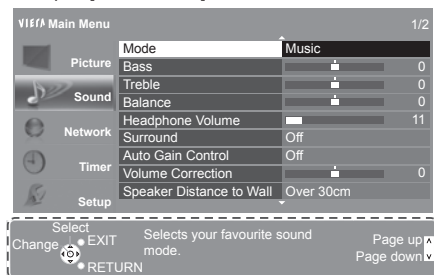 VIERA Main Menu 1/2
Picture
Sound
Network
Timer
Setup
Mode Music
Bass 0
Treble 0
Balance 0
Headphone Volume 11
Surround Off
Auto Gain Control Off
Volume Correction 0
Speaker Distance to Wall Over 30cm
Select
Change EXIT
RETURN
Selects your favourite sound
mode.
Page up
Page down